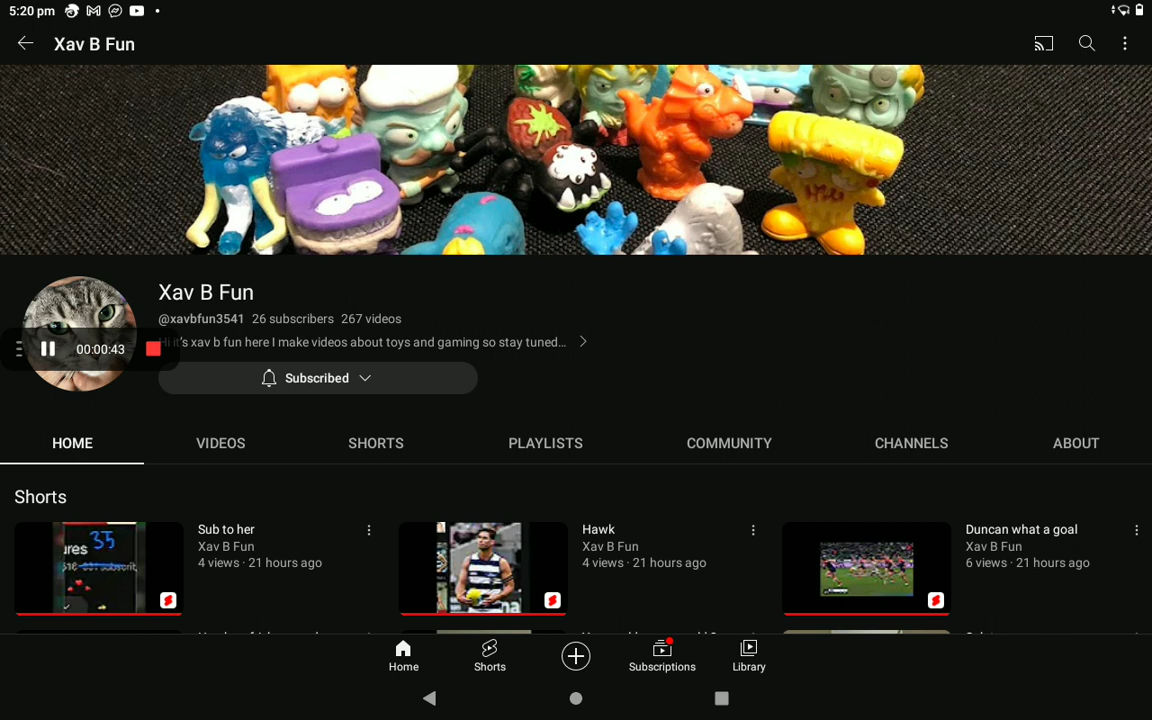 5:20 pm
Xav B Fun
Xav B Fun
@xavbfun3541 26 subscribers 267 videos
Hi it's xav b fun here I make videos about toys and gaming so stay tuned...
00:00:43
Subscribed
HOME VIDEOS SHORTS PLAYLISTS COMMUNITY CHANNELS ABOUT
Shorts
35
Sub to her
Xav B Fun
4 views · 21 hours ago
Hawk
Xav B Fun
4 views · 21 hours ago
Duncan what a goal
Xav B Fun
6 views · 21 hours ago
Home Shorts Subscriptions Library